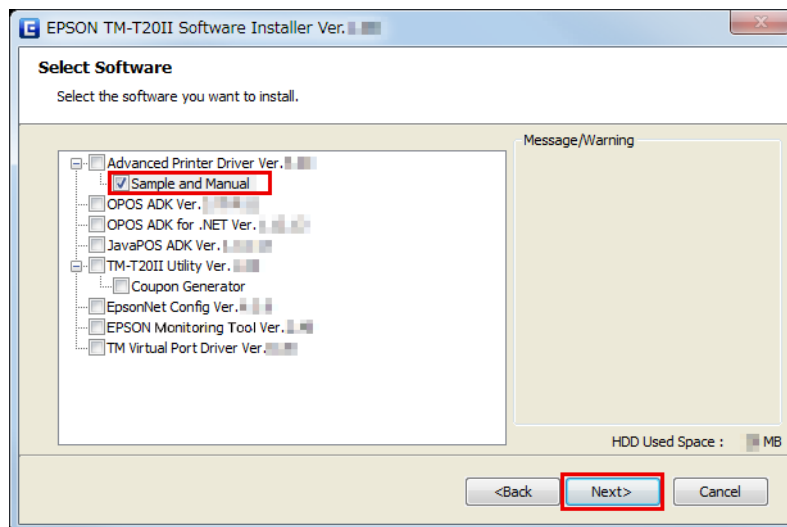 EPSON TM-T20II Software Installer Ver.
Select Software
Select the software you want to install.
Message/Warning
Advanced Printer Driver Ver.
Sample and Manual
OPOS ADK Ver.
OPOS ADK for .NET Ver.
JavaPOS ADK Ver.
TM-T20II Utility Ver.
Coupon Generator
EpsonNet Config Ver.
EPSON Monitoring Tool Ver.
TM Virtual Port Driver Ver.
HDD Used Space : MB
<Back Next> Cancel